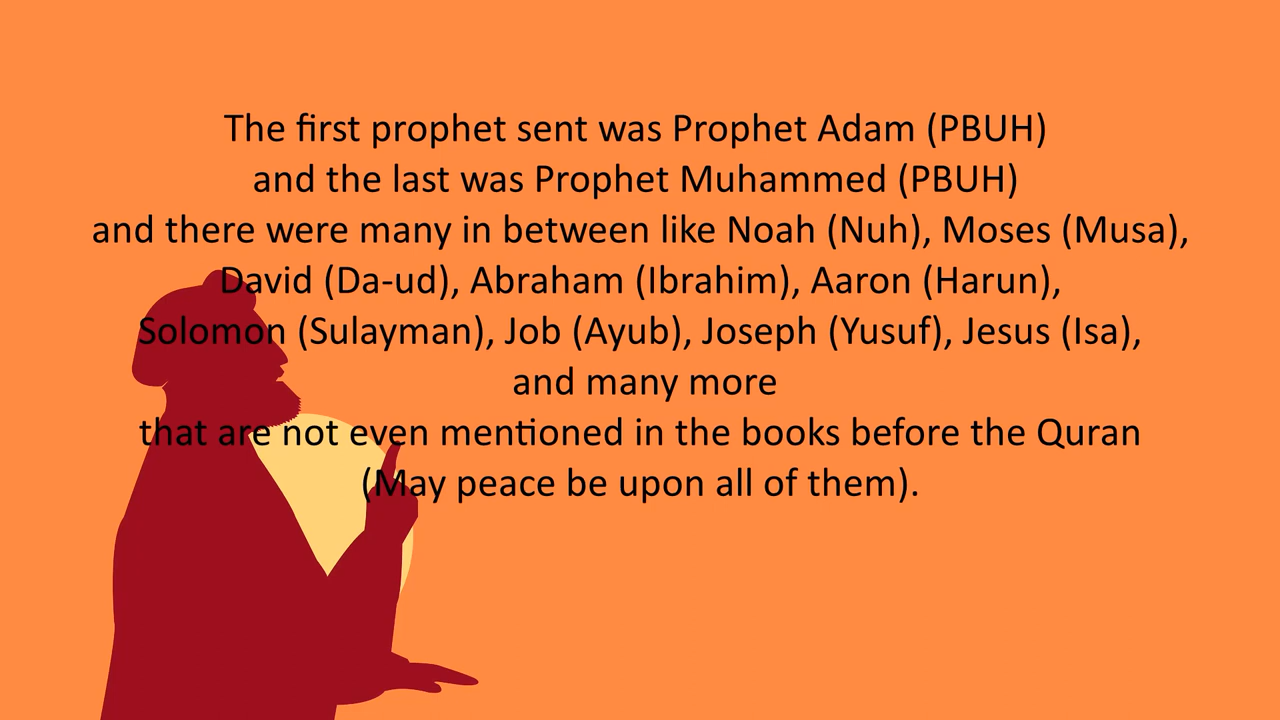 The first prophet sent was Prophet Adam (PBUH)
and the last was Prophet Muhammed (PBUH)
and there were many in between like Noah (Nuh), Moses (Musa),
David (Da-ud), Abraham (Ibrahim), Aaron (Harun),
Solomon (Sulayman), Job (Ayub), Joseph (Yusuf), Jesus (Isa),
and many more
that are not even mentioned in the books before the Quran
(May peace be upon all of them).